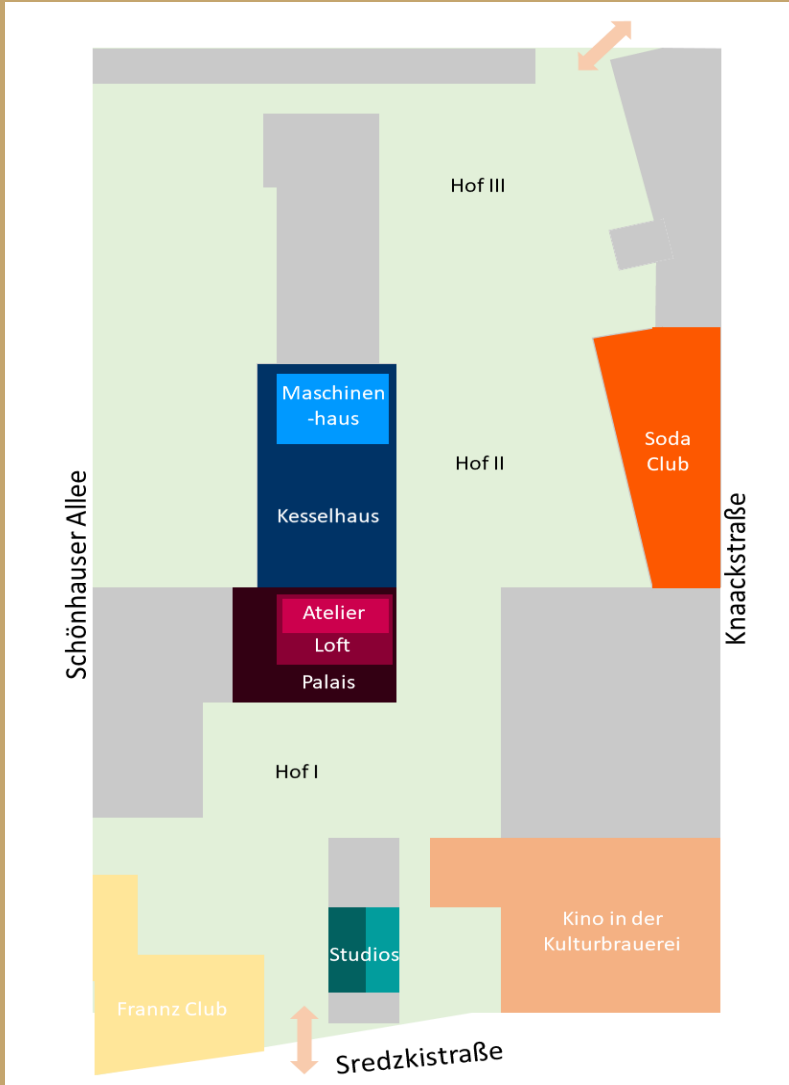 Hof III
Maschinen
-haus
Hof II
Soda
Club
Kesselhaus
Schönhauser Allee
Knaackstraße
Atelier
Loft
Palais
Hof I
Kino in der
Kulturbrauerei
Studios
Frannz Club
Sredzkistraße